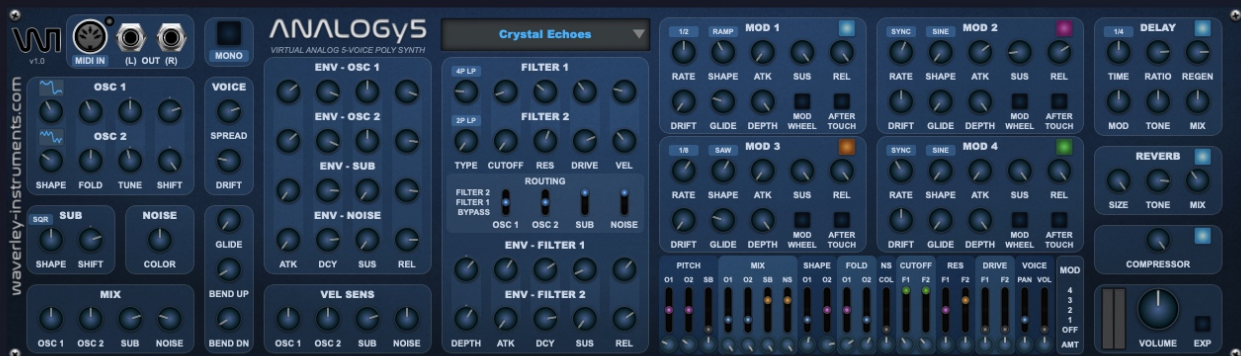 v1.0
MIDI IN
(L) OUT (R)
waverley-instruments.com
MONO
ANALOGy5
VIRTUAL ANALOG 5-VOICE POLY SYNTH
Crystal Echoes
OSC 1
OSC 2
SHAPE FOLD TUNE SHIFT
VOICE
SPREAD
DRIFT
SUB
SQR
SHAPE SHIFT
NOISE
COLOR
GLIDE
BEND UP
BEND DN
MIX
OSC 1 OSC 2 SUB NOISE
ENV - OSC 1
ENV - OSC 2
ENV - SUB
ENV - NOISE
ATK DCY SUS REL
VEL SENS
OSC 1 OSC 2 SUB NOISE
FILTER 1
4P LP
FILTER 2
2P LP
TYPE CUTOFF RES DRIVE VEL
ROUTING
FILTER 2
FILTER 1
BYPASS
OSC 1 OSC 2 SUB NOISE
ENV - FILTER 1
ENV - FILTER 2
DEPTH ATK DCY SUS REL
MOD 1
1/2 RAMP
RATE SHAPE ATK SUS REL
DRIFT GLIDE DEPTH MOD WHEEL AFTER TOUCH
MOD 2
SYNC SINE
RATE SHAPE ATK SUS REL
DRIFT GLIDE DEPTH MOD WHEEL AFTER TOUCH
MOD 3
1/8 SAW
RATE SHAPE ATK SUS REL
DRIFT GLIDE DEPTH MOD WHEEL AFTER TOUCH
MOD 4
SYNC SINE
RATE SHAPE ATK SUS REL
DRIFT GLIDE DEPTH MOD WHEEL AFTER TOUCH
PITCH MIX SHAPE FOLD NS CUTOFF RES DRIVE VOICE MOD
O1 O2 SB O1 O2 SB NS O1 O2 O1 O2 COL F1 F2 F1 F2 F1 F2 PAN VOL
4
3
2
1
OFF
AMT
DELAY
1/4
TIME RATIO REGEN
MOD TONE MIX
REVERB
SIZE TONE MIX
COMPRESSOR
VOLUME EXP